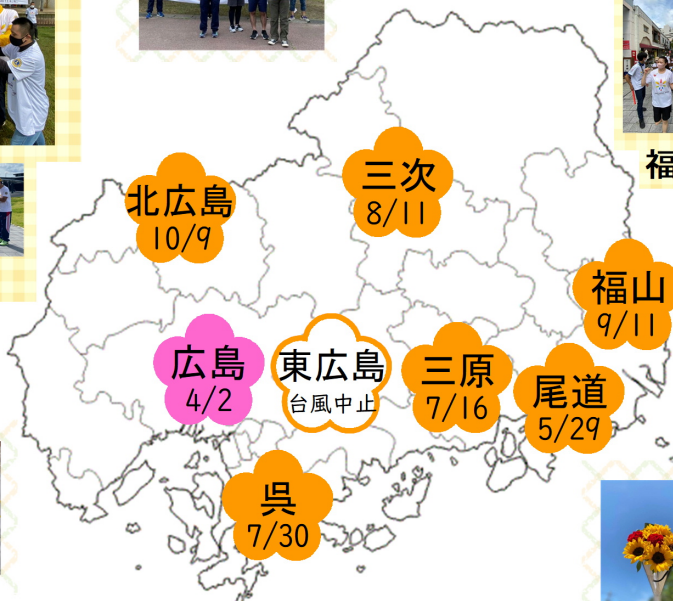 福
三次
8/11
北広島
10/9
福山
9/11
広島
4/2
東広島
台風中止
三原
7/16
尾道
5/29
呉
7/30